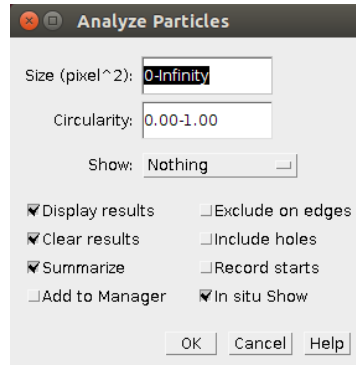 Analyze Particles
Size (pixel^2): 0-Infinity
Circularity: 0.00-1.00
Show: Nothing
Display results Exclude on edges
Clear results Include holes
Summarize Record starts
Add to Manager In situ Show
OK Cancel Help